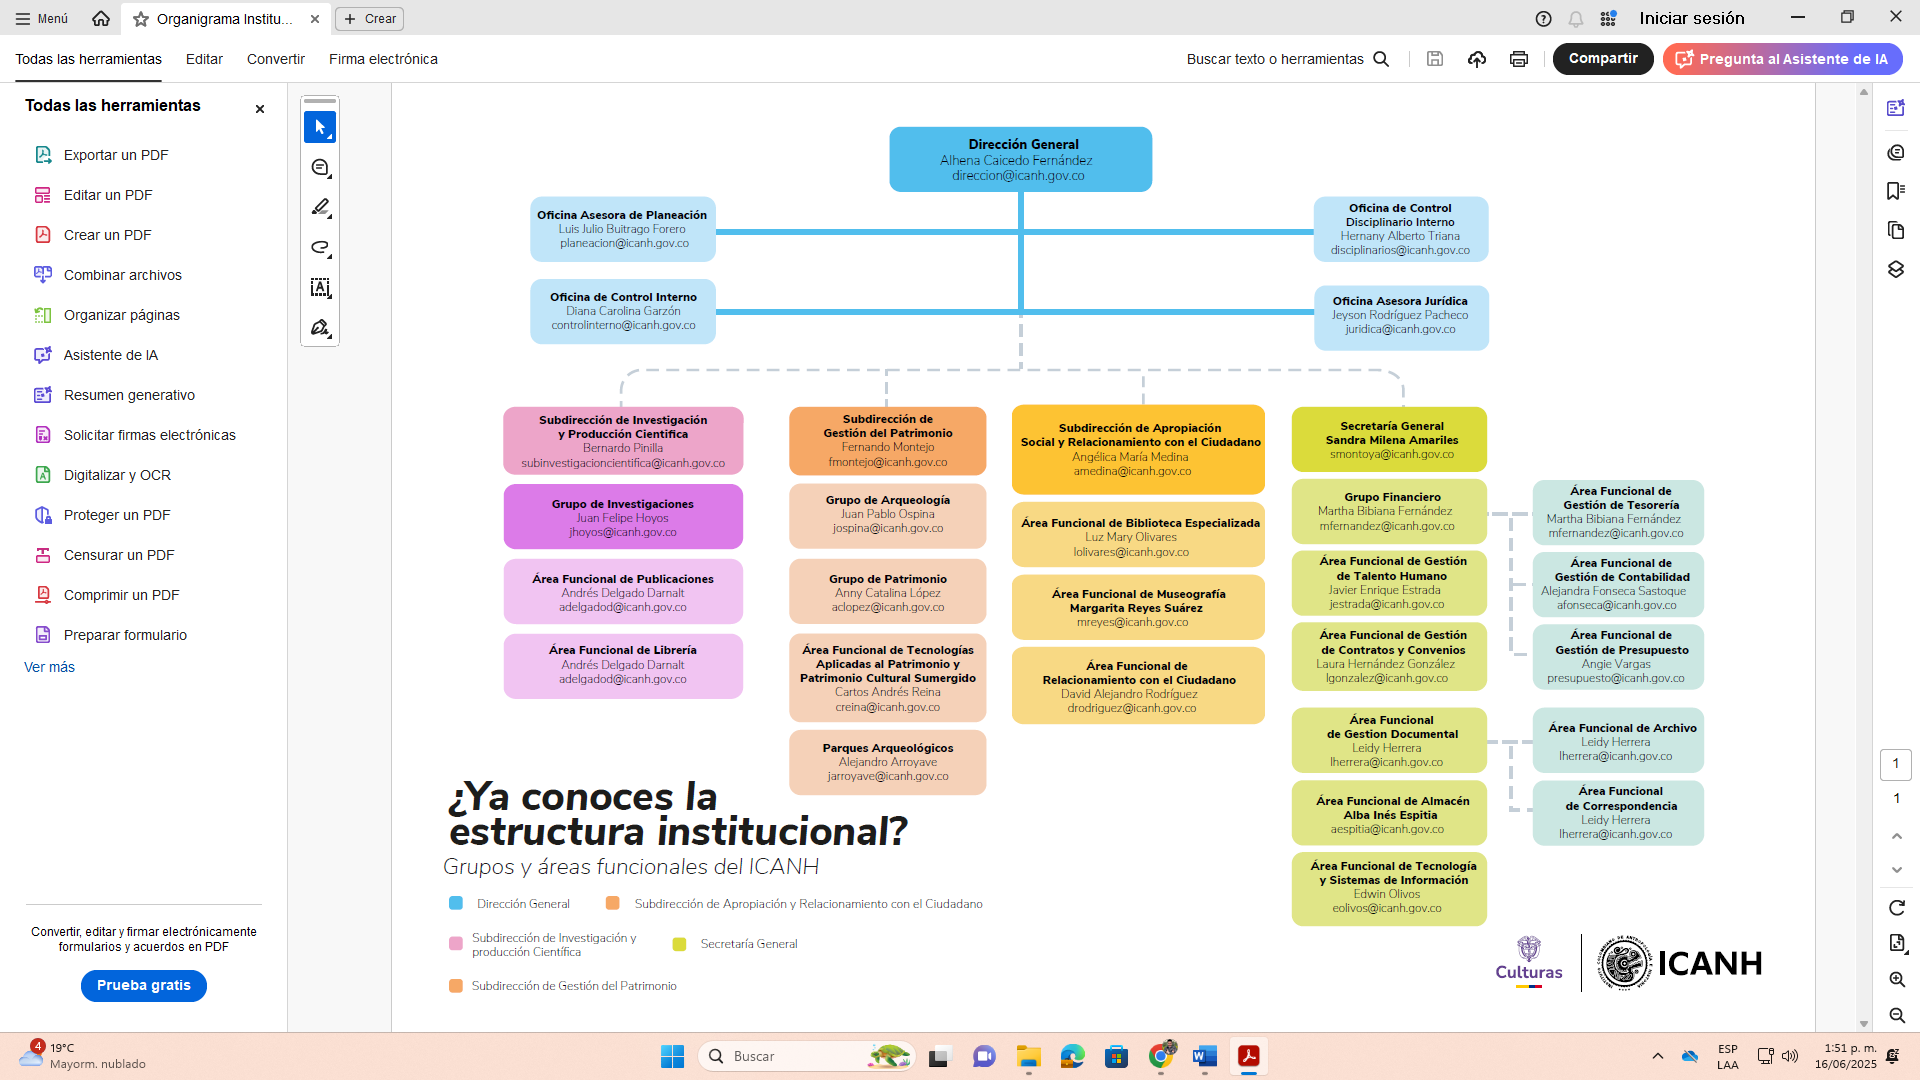 Menú
Organigrama Institu...
Crear
Iniciar sesión
Todas las herramientas
Editar
Convertir
Firma electrónica
Buscar texto o herramientas
Compartir
Pregunta al Asistente de IA
Todas las herramientas
Exportar un PDF
Editar un PDF
Crear un PDF
Combinar archivos
Organizar páginas
Asistente de IA
Resumen generativo
Solicitar firmas electrónicas
Digitalizar y OCR
Proteger un PDF
Censurar un PDF
Comprimir un PDF
Preparar formulario
Ver más
Convertir, editar y firmar electrónicamente
formularios y acuerdos en PDF
Prueba gratis
Dirección General
Alhena Caicedo Fernández
direccion@icanh.gov.co
Oficina Asesora de Planeación
Luis Julio Buitrago Forero
planeacion@icanh.gov.co
Oficina de Control
Disciplinario Interno
Hernany Alberto Triana
disciplinarios@icanh.gov.co
Oficina de Control Interno
Diana Carolina Garzón
controlinterno@icanh.gov.co
Oficina Asesora Jurídica
Jeyson Rodríguez Pacheco
juridica@icanh.gov.co
Subdirección de Investigación
y Producción Cientifica
Bernardo Pinilla
subinvestigacioncientifica@icanh.gov.co
Grupo de Investigaciones
Juan Felipe Hoyos
jhoyos@icanh.gov.co
Área Funcional de Publicaciones
Andrés Delgado Darnalt
adelgadod@icanh.gov.co
Área Funcional de Librería
Andrés Delgado Darnalt
adelgadod@icanh.gov.co
Subdirección de
Gestión del Patrimonio
Fernando Montejo
fmontejo@icanh.gov.co
Grupo de Arqueología
Juan Pablo Ospina
jospina@icanh.gov.co
Grupo de Patrimonio
Anny Catalina López
aclopez@icanh.gov.co
Área Funcional de Tecnologías
Aplicadas al Patrimonio y
Patrimonio Cultural Sumergido
Cartos Andrés Reina
creina@icanh.gov.co
Parques Arqueológicos
Alejandro Arroyave
jarroyave@icanh.gov.co
Subdirección de Apropiación
Social y Relacionamiento con el Ciudadano
Angélica María Medina
amedina@icanh.gov.co
Área Funcional de Biblioteca Especializada
Luz Mary Olivares
lolivares@icanh.gov.co
Área Funcional de Museografía
Margarita Reyes Suárez
mreyes@icanh.gov.co
Área Funcional de
Relacionamiento con el Ciudadano
David Alejandro Rodríguez
drodriguez@icanh.gov.co
Secretaría General
Sandra Milena Amariles
smontoya@icanh.gov.co
Grupo Financiero
Martha Bibiana Fernández
mfernandez@icanh.gov.co
Área Funcional de Gestión
de Talento Humano
Javier Enrique Estrada
jestrada@icanh.gov.co
Área Funcional de Gestión
de Contratos y Convenios
Laura Hernández González
lgonzalez@icanh.gov.co
Área Funcional
de Gestion Documental
Leidy Herrera
lherrera@icanh.gov.co
Área Funcional de Almacén
Alba Inés Espitia
aespitia@icanh.gov.co
Área Funcional de Tecnología
y Sistemas de Información
Edwin Olivos
eolivos@icanh.gov.co
Área Funcional de
Gestión de Tesorería
Martha Bibiana Fernández
mfernandez@icanh.gov.co
Área Funcional de
Gestión de Contabilidad
Alejandra Fonseca Sastoque
afonseca@icanh.gov.co
Área Funcional de
Gestión de Presupuesto
Angie Vargas
presupuesto@icanh.gov.co
Área Funcional de Archivo
Leidy Herrera
lherrera@icanh.gov.co
Área Funcional
de Correspondencia
Leidy Herrera
lherrera@icanh.gov.co
¿Ya conoces la
estructura institucional?
Grupos y áreas funcionales del ICANH
Dirección General
Subdirección de Apropiación y Relacionamiento con el Ciudadano
Subdirección de Investigación y
producción Científica
Secretaría General
Subdirección de Gestión del Patrimonio
Culturas
ICANH
1
1
4
19°C
Mayorm. nublado
Buscar
ESP
LAA
1:51 p. m.
16/06/2025